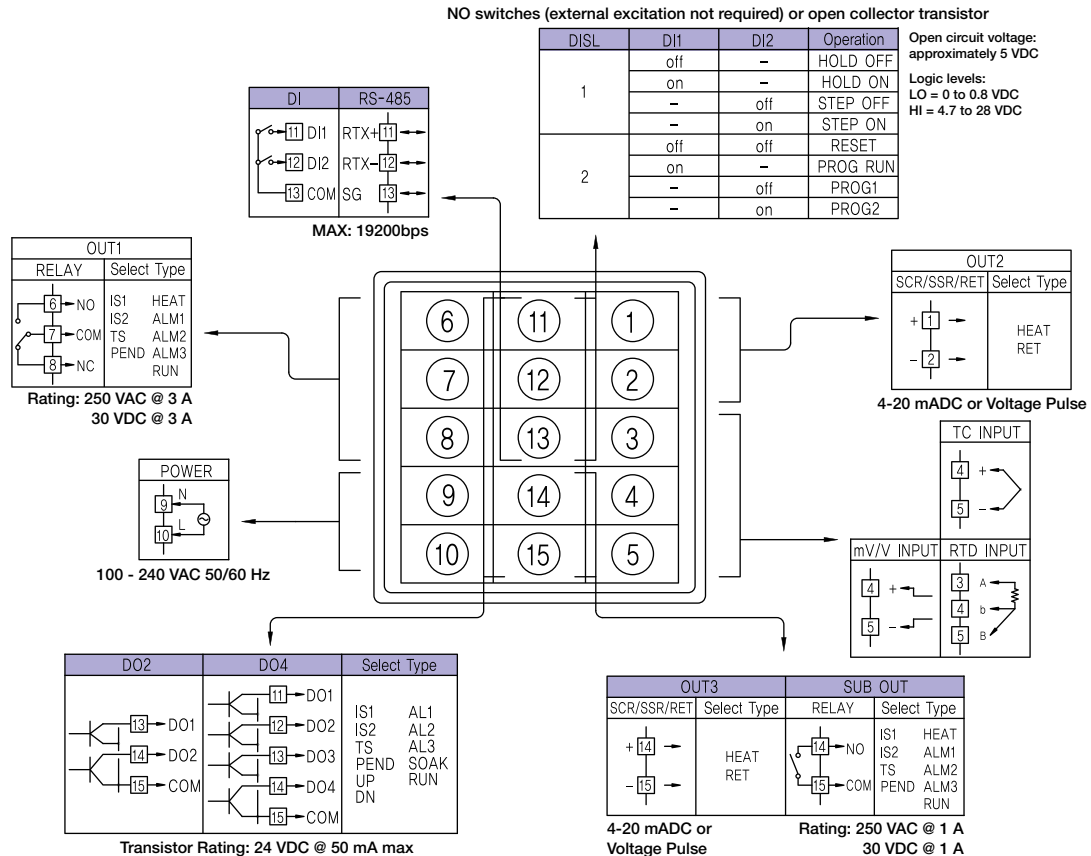 NO switches (external excitation not required) or open collector transistor
DISL DI1 DI2 Operation
1 off – HOLD OFF
on – HOLD ON
– off STEP OFF
– on STEP ON
2 off off RESET
on – PROG RUN
– off PROG1
– on PROG2
Open circuit voltage:
approximately 5 VDC
Logic levels:
LO = 0 to 0.8 VDC
HI = 4.7 to 28 VDC
DI RS-485
11 DI1 RTX+ 11
12 DI2 RTX- 12
13 COM SG 13
MAX: 19200bps
OUT1
RELAY Select Type
6 NO
7 COM
8 NC
IS1 HEAT
IS2 ALM1
TS ALM2
PEND ALM3
RUN
Rating: 250 VAC @ 3 A
30 VDC @ 3 A
OUT2
SCR/SSR/RET Select Type
+ 1
- 2
HEAT
RET
4-20 mADC or Voltage Pulse
6 11 1
7 12 2
8 13 3
9 14 4
10 15 5
POWER
9 N
10 L
100 - 240 VAC 50/60 Hz
TC INPUT
4 +
5 -
mV/V INPUT RTD INPUT
4 +
5 -
3 A
4 b
5 B
DO2 DO4 Select Type
13 DO1
14 DO2
15 COM
11 DO1
12 DO2
13 DO3
14 DO4
15 COM
IS1 AL1
IS2 AL2
TS AL3
PEND SOAK
UP RUN
DN
Transistor Rating: 24 VDC @ 50 mA max
OUT3 SUB OUT
SCR/SSR/RET Select Type RELAY Select Type
+ 14
- 15
HEAT
RET
14 NO
15 COM
IS1 HEAT
IS2 ALM1
TS ALM2
PEND ALM3
RUN
4-20 mADC or
Voltage Pulse
Rating: 250 VAC @ 1 A
30 VDC @ 1 A